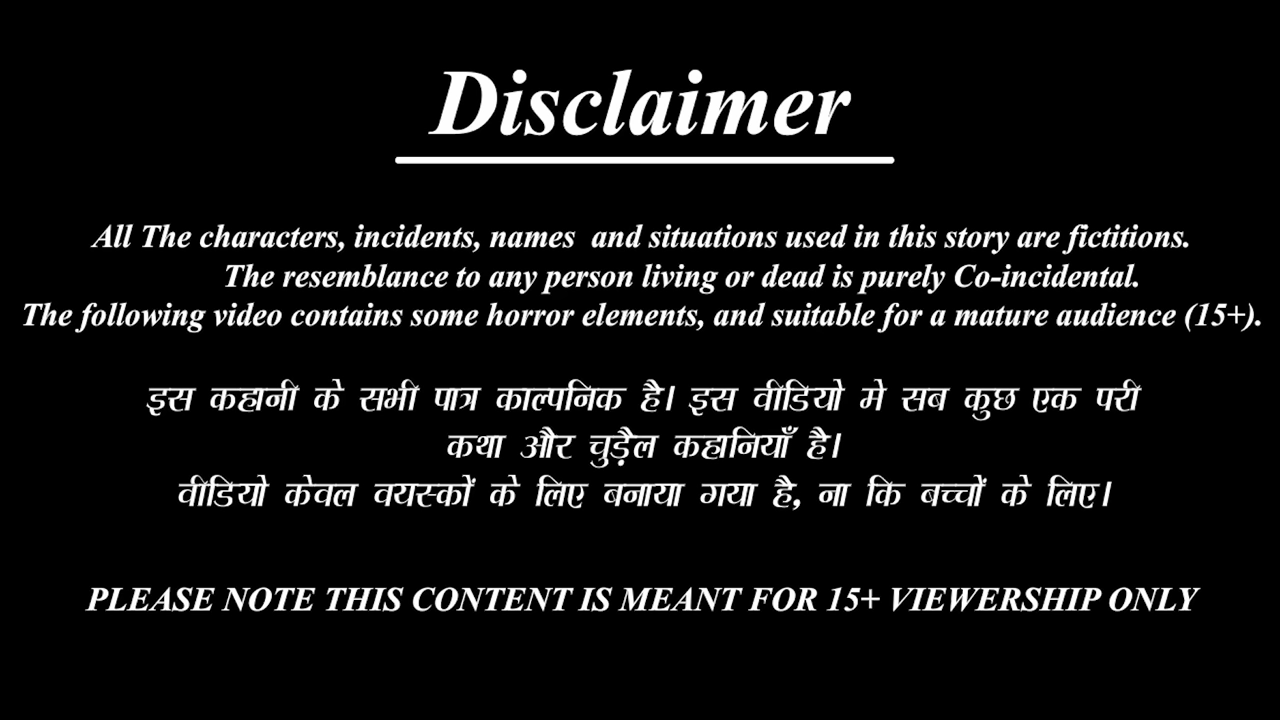 Disclaimer
All The characters, incidents, names and situations used in this story are fictitions.
The resemblance to any person living or dead is purely Co-incidental.
The following video contains some horror elements, and suitable for a mature audience (15+).
इस कहानी के सभी पात्र काल्पनिक है। इस वीडियो मे सब कुछ एक परी
कथा और चुड़ैल कहानियाँ है।
वीडियो केवल वयस्कों के लिए बनाया गया है, ना कि बच्चों के लिए।
PLEASE NOTE THIS CONTENT IS MEANT FOR 15+ VIEWERSHIP ONLY